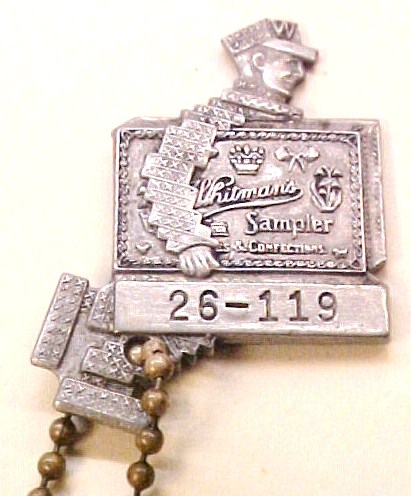 W
Whitman's
Sampler
& CONFECTIONS
26-119